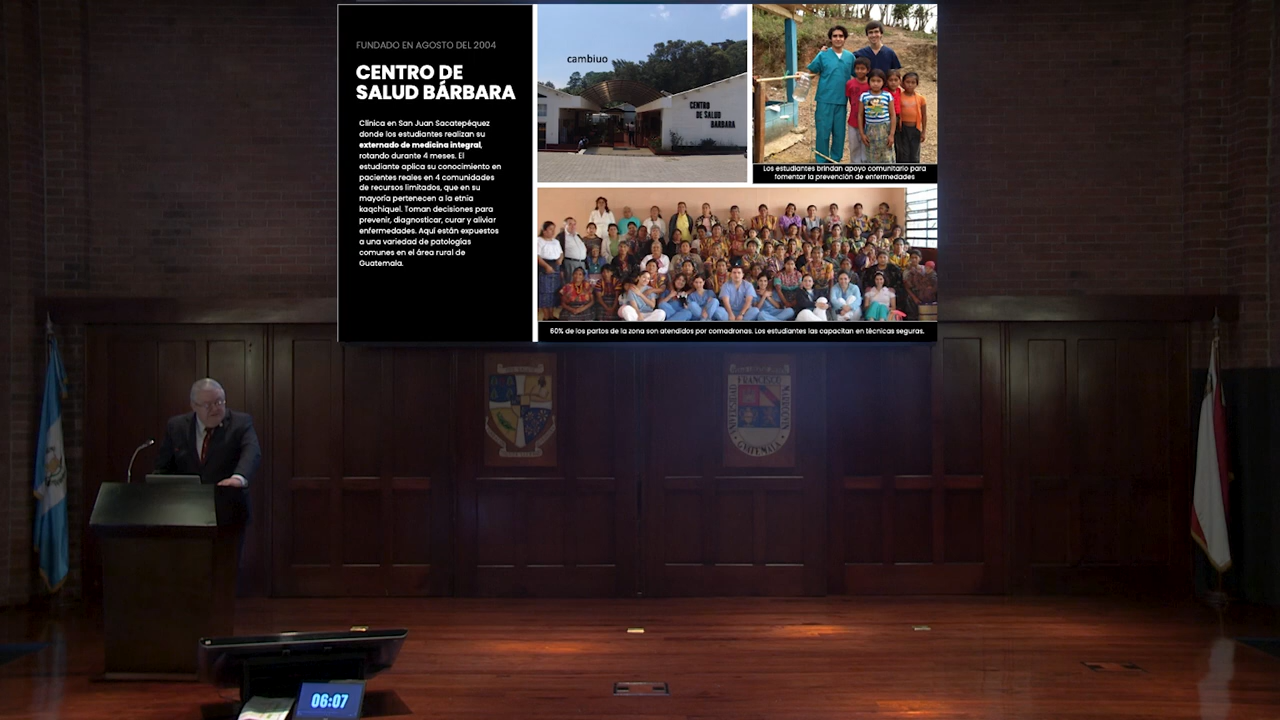 FUNDADO EN AGOSTO DEL 2004
CENTRO DE
SALUD BÁRBARA
Clínica en San Juan Sacatepéquez
donde los estudiantes realizan su
externado de medicina integral,
rotando durante 4 meses. El
estudiante aplica su conocimiento en
pacientes reales en 4 comunidades
de recursos limitados, que en su
mayoría pertenecen a la etnia
kaqchiquel. Toman decisiones para
prevenir, diagnosticar, curar y aliviar
enfermedades. Aquí están expuestos
a una variedad de patologías
comunes en el área rural de
Guatemala.
cambiuo
CENTRO
DE SALUD
BARBARA
Los estudiantes brindan apoyo comunitario para
fomentar la prevención de enfermedades
60% de los partos de la zona son atendidos por comadronas. Los estudiantes las capacitan en técnicas seguras.
UNIVERSIDAD FRANCISCO MARROQUIN
GUATEMALA
06:07